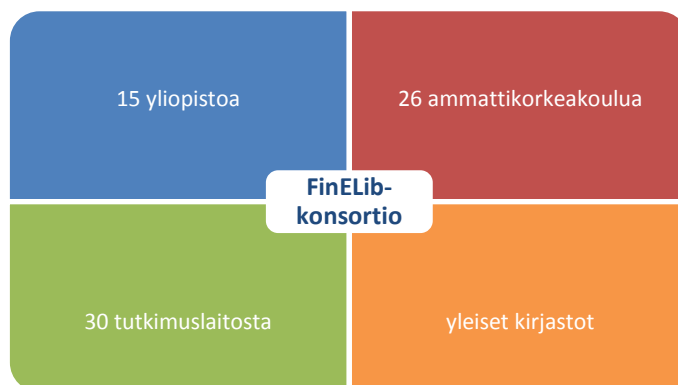 15 yliopistoa
26 ammattikorkeakoulua
FinELib-
konsortio
30 tutkimuslaitosta
yleiset kirjastot